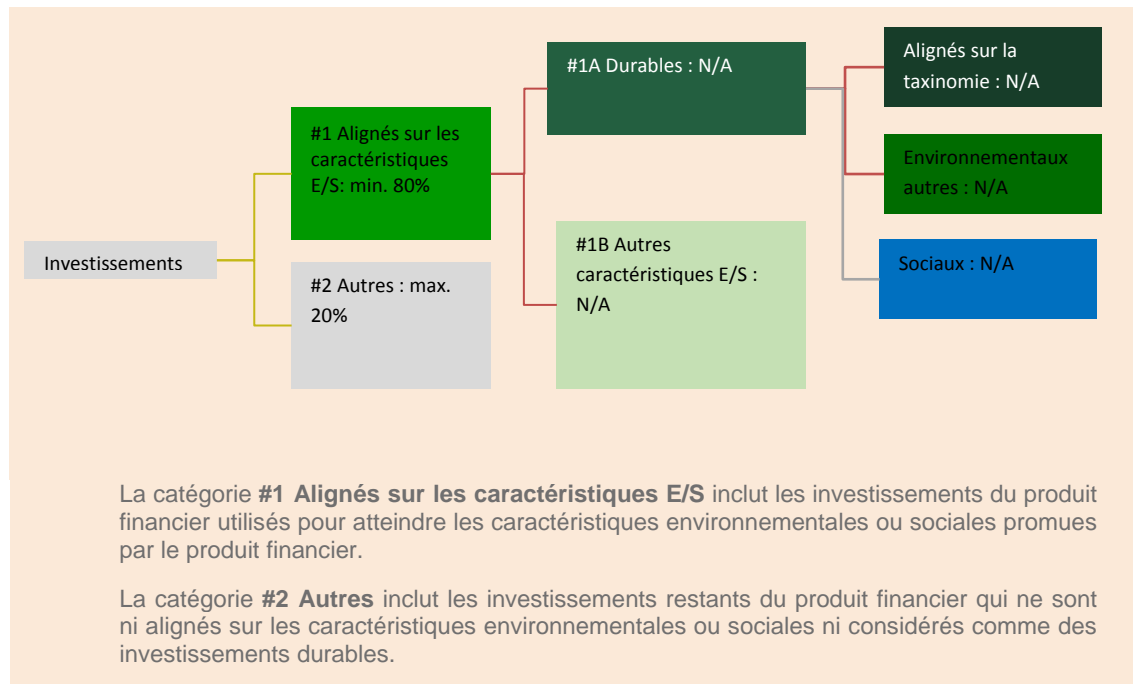 Investissements
#1 Alignés sur les
caractéristiques
E/S: min. 80%
#2 Autres : max.
20%
#1A Durables : N/A
#1B Autres
caractéristiques E/S :
N/A
Alignés sur la
taxinomie : N/A
Environnementaux
autres : N/A
Sociaux : N/A
La catégorie #1 Alignés sur les caractéristiques E/S inclut les investissements du produit
financier utilisés pour atteindre les caractéristiques environnementales ou sociales promues
par le produit financier.
La catégorie #2 Autres inclut les investissements restants du produit financier qui ne sont
ni alignés sur les caractéristiques environnementales ou sociales ni considérés comme des
investissements durables.